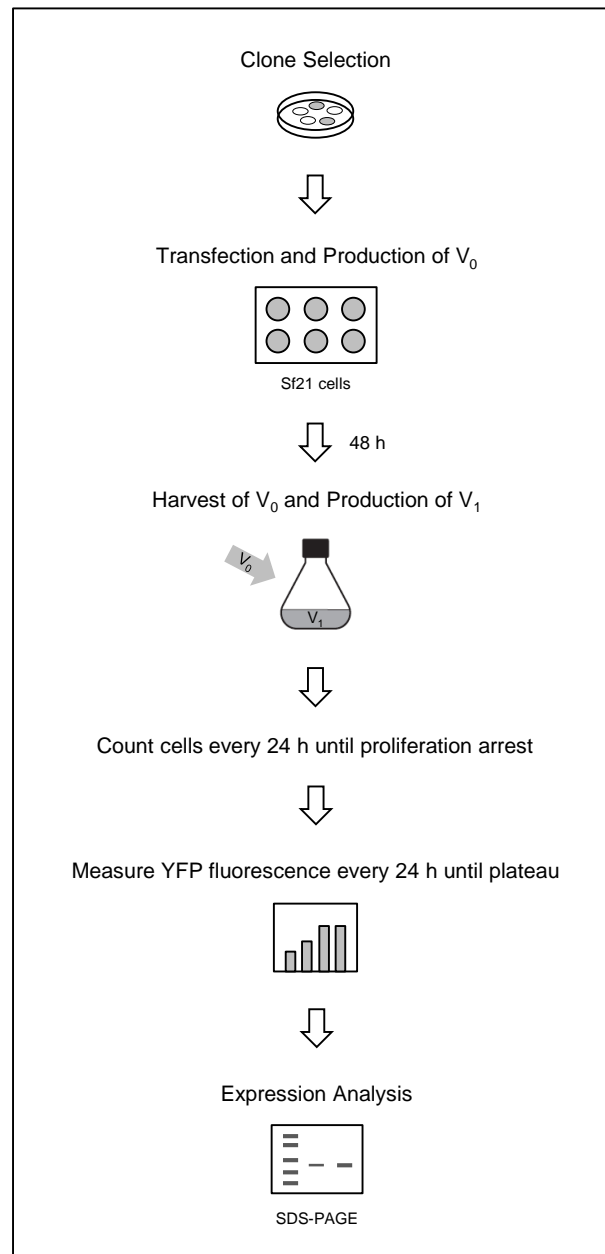 Clone Selection
Transfection and Production of V₀
Sf21 cells
48 h
Harvest of V₀ and Production of V₁
V₀
V₁
Count cells every 24 h until proliferation arrest
Measure YFP fluorescence every 24 h until plateau
Expression Analysis
SDS-PAGE